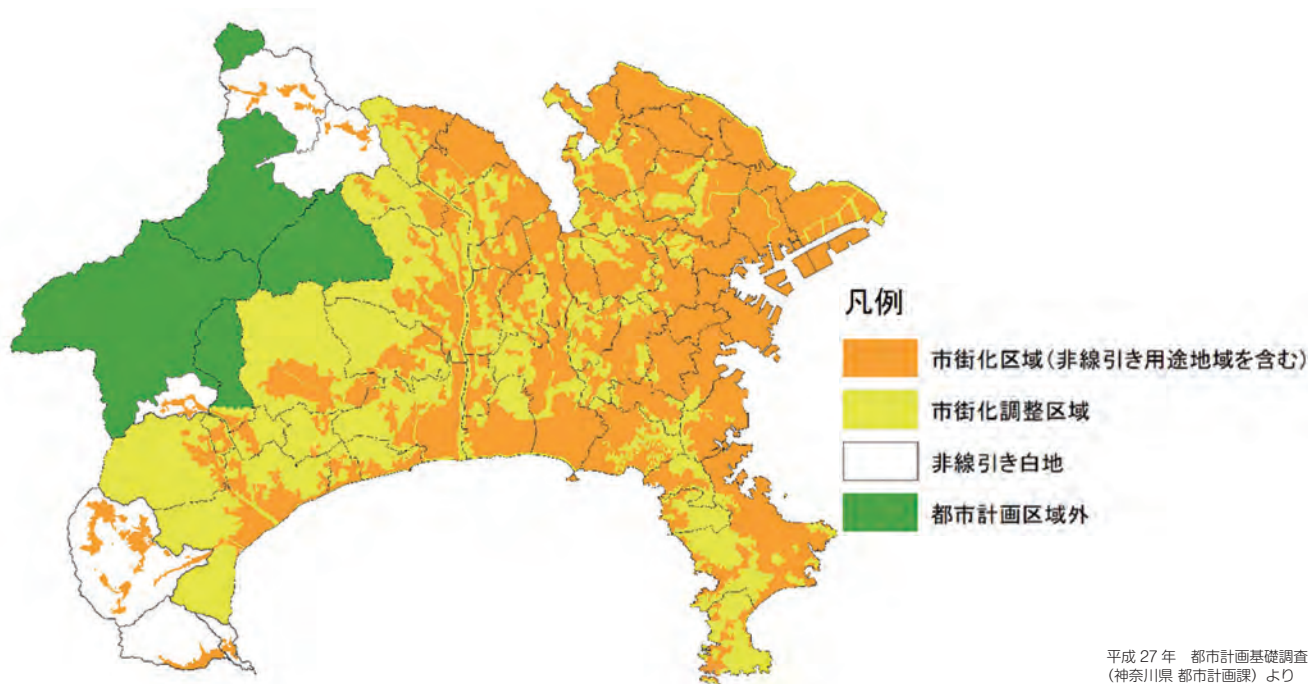 凡例
市街化区域(非線引き用途地域を含む)
市街化調整区域
非線引き白地
都市計画区域外
平成 27 年 都市計画基礎調査
(神奈川県 都市計画課)より